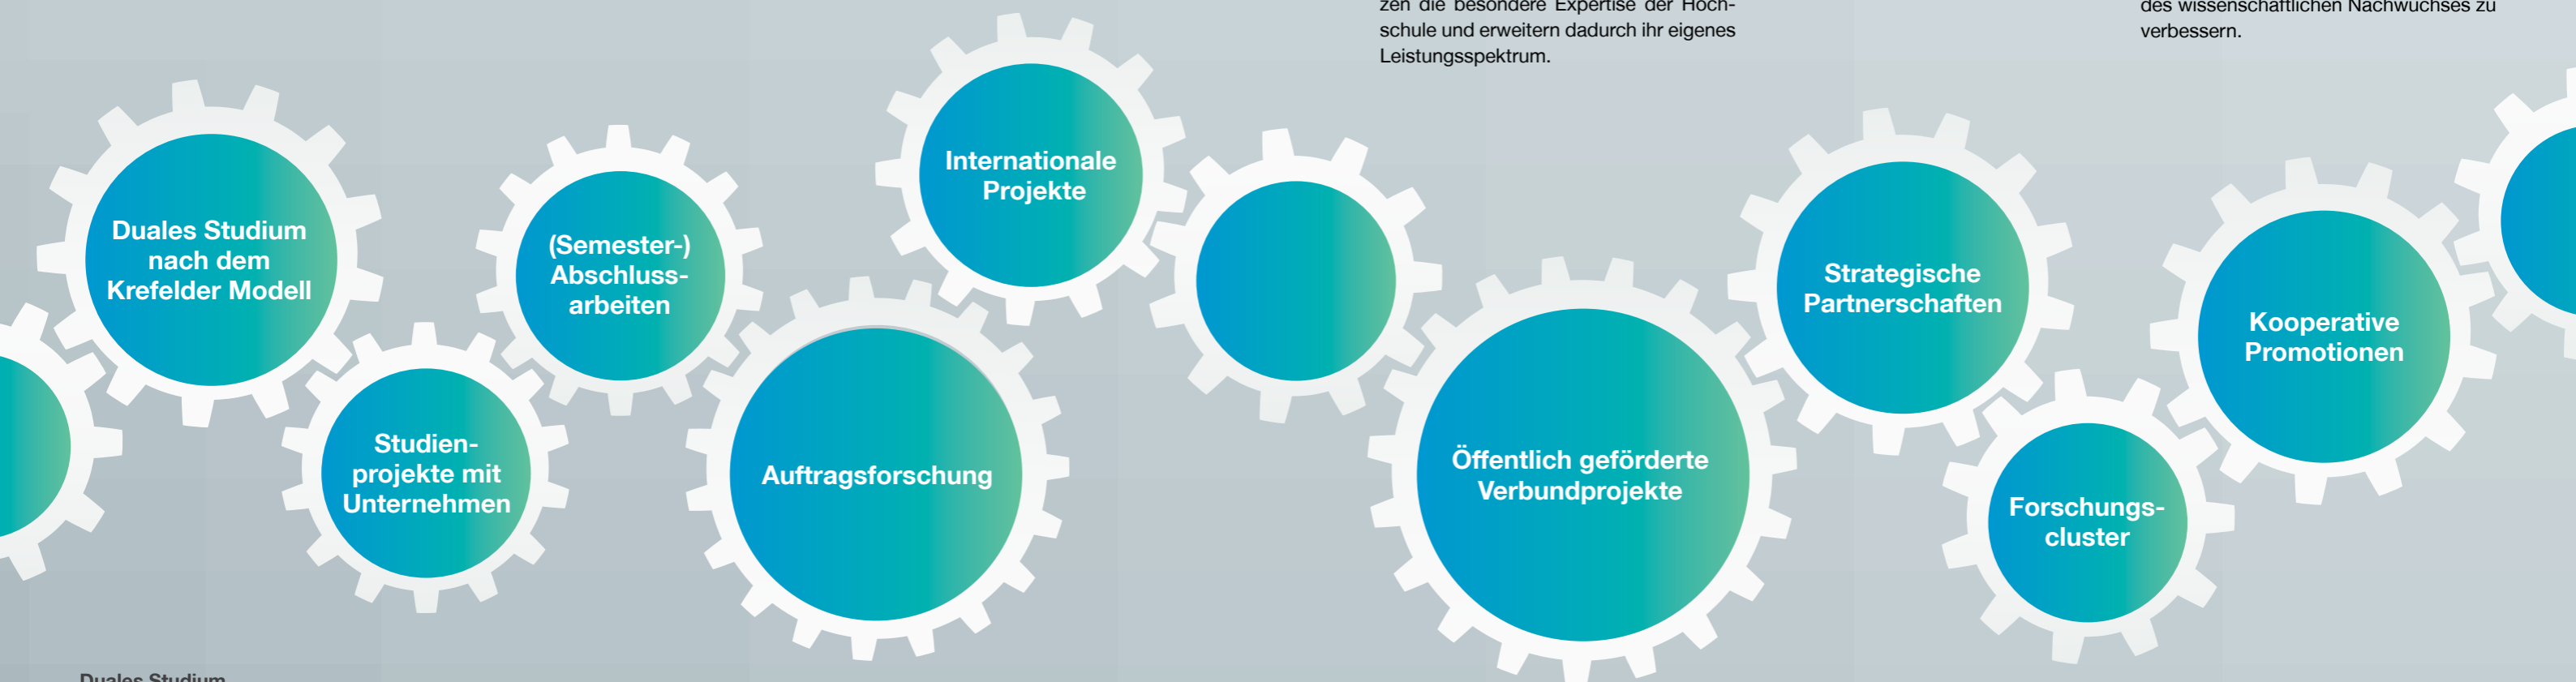 zen die besondere Expertise der Hoch-
schule und erweitern dadurch ihr eigenes
Leistungsspektrum.
des wissenschaftlichen Nachwuchses zu
verbessern.
Duales Studium
nach dem
Krefelder Modell
Studien-
projekte mit
Unternehmen
(Semester-)
Abschluss-
arbeiten
Auftragsforschung
Internationale
Projekte
Öffentlich geförderte
Verbundprojekte
Strategische
Partnerschaften
Forschungs-
cluster
Kooperative
Promotionen
Duales Studium